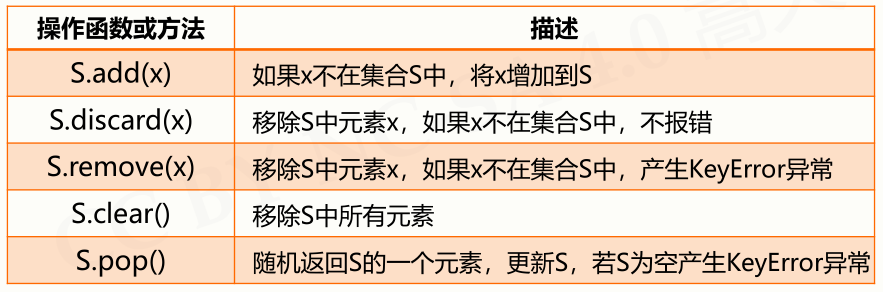 操作函数或方法 描述
S.add(x) 如果x不在集合S中，将x增加到S
S.discard(x) 移除S中元素x，如果x不在集合S中，不报错
S.remove(x) 移除S中元素x，如果x不在集合S中，产生KeyError异常
S.clear() 移除S中所有元素
S.pop() 随机返回S的一个元素，更新S，若S为空产生KeyError异常